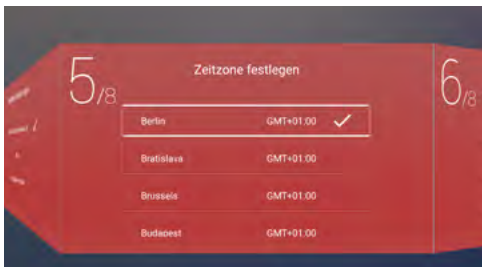 5/8
Zeitzone festlegen
6/8
Berlin GMT+01:00
Bratislava GMT+01:00
Brussels GMT+01:00
Budapest GMT+01:00